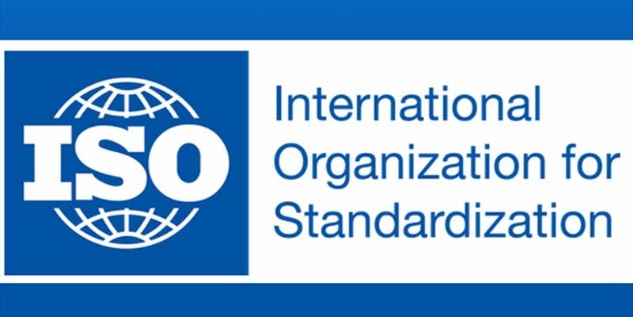 ISO
International
Organization for
Standardization